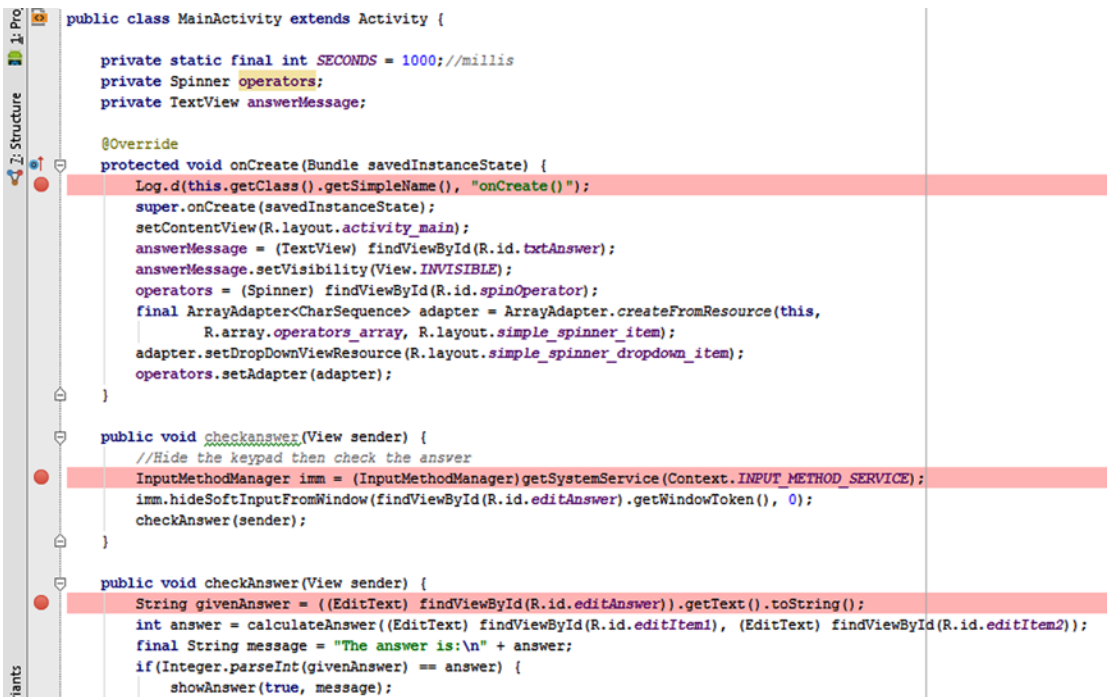 1: Pro
7: Structure
public class MainActivity extends Activity {
private static final int SECONDS = 1000;//millis
private Spinner operators;
private TextView answerMessage;
@Override
protected void onCreate(Bundle savedInstanceState) {
Log.d(this.getClass().getSimpleName(), "onCreate()");
super.onCreate(savedInstanceState);
setContentView(R.layout.activity_main);
answerMessage = (TextView) findViewById(R.id.txtAnswer);
answerMessage.setVisibility(View.INVISIBLE);
operators = (Spinner) findViewById(R.id.spinOperator);
final ArrayAdapter<CharSequence> adapter = ArrayAdapter.createFromResource(this,
R.array.operators_array, R.layout.simple_spinner_item);
adapter.setDropDownViewResource(R.layout.simple_spinner_dropdown_item);
operators.setAdapter(adapter);
}
public void checkanswer(View sender) {
//Hide the keypad then check the answer
InputMethodManager imm = (InputMethodManager)getSystemService(Context.INPUT_METHOD_SERVICE);
imm.hideSoftInputFromWindow(findViewById(R.id.editAnswer).getWindowToken(), 0);
checkAnswer(sender);
}
public void checkAnswer(View sender) {
String givenAnswer = ((EditText) findViewById(R.id.editAnswer)).getText().toString();
int answer = calculateAnswer((EditText) findViewById(R.id.editItem1), (EditText) findViewById(R.id.editItem2));
final String message = "The answer is:\n" + answer;
if(Integer.parseInt(givenAnswer) == answer) {
showAnswer(true, message);
riants